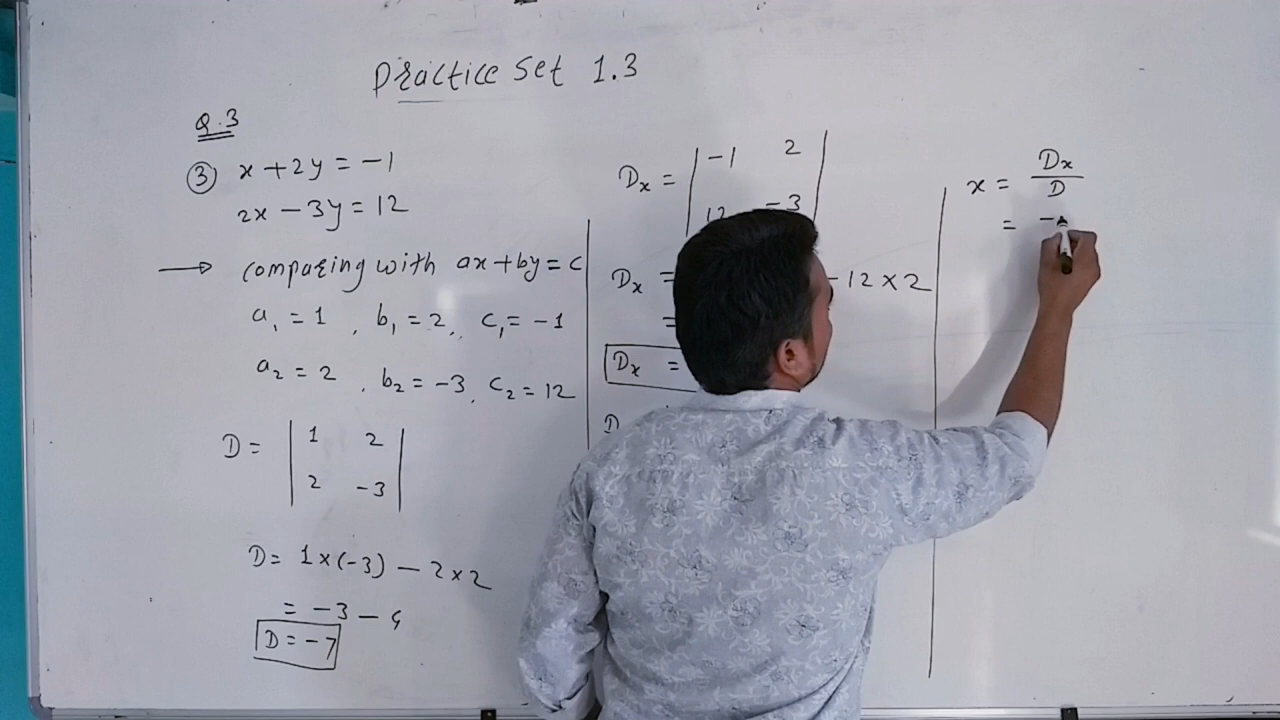 Practice Set 1.3
Q.3
③ x + 2y = -1
2x - 3y = 12
→ comparing with ax + by = c
a₁ = 1 , b₁ = 2, c₁ = -1
a₂ = 2 , b₂ = -3, c₂ = 12
D = | 1 2 |
| 2 -3 |
D = 1 × (-3) - 2 × 2
= -3 - 4
D = -7
Dx = | -1 2 |
| 12 -3 |
Dx = - 12 × 2
=
Dx =
D
x = Dx / D
= -